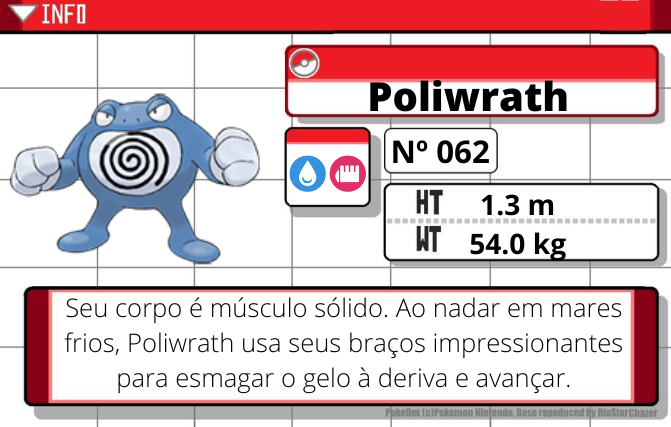 INFO
Poliwrath
Nº 062
HT 1.3 m
WT 54.0 kg
Seu corpo é músculo sólido. Ao nadar em mares
frios, Poliwrath usa seus braços impressionantes
para esmagar o gelo à deriva e avançar.
PokeDex (c)Pokemon Nintendo. Base repoduced by RiaStarChazer